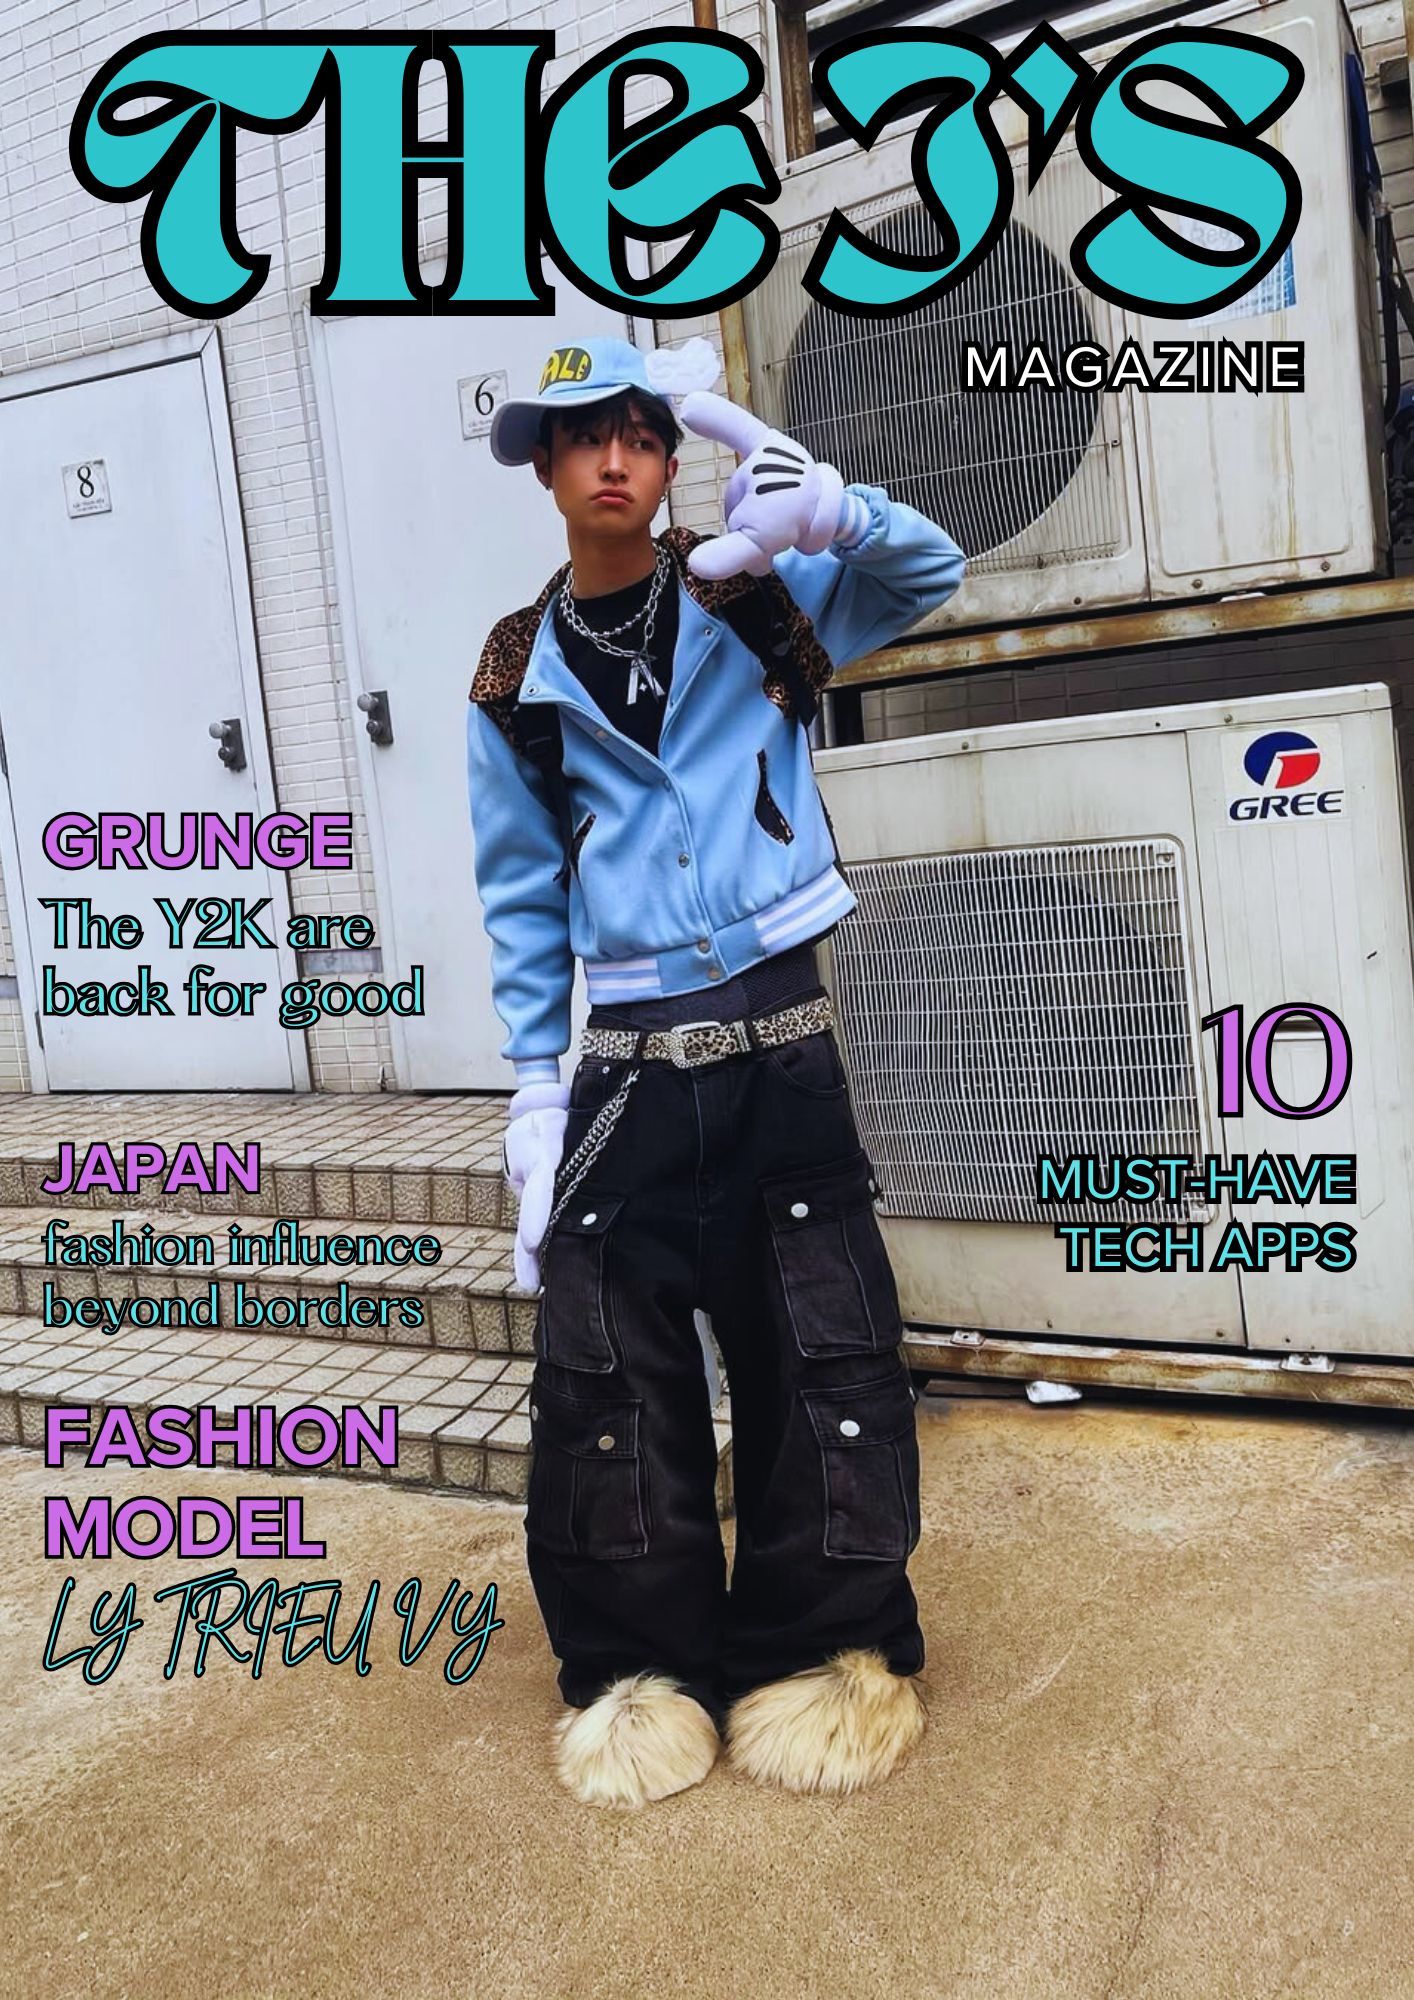 THE J'S
MAGAZINE
6
8
GRUNGE
The Y2K are
back for good
GREE
10
MUST-HAVE
TECH APPS
JAPAN
fashion influence
beyond borders
FASHION
MODEL
LY TRIEU VY